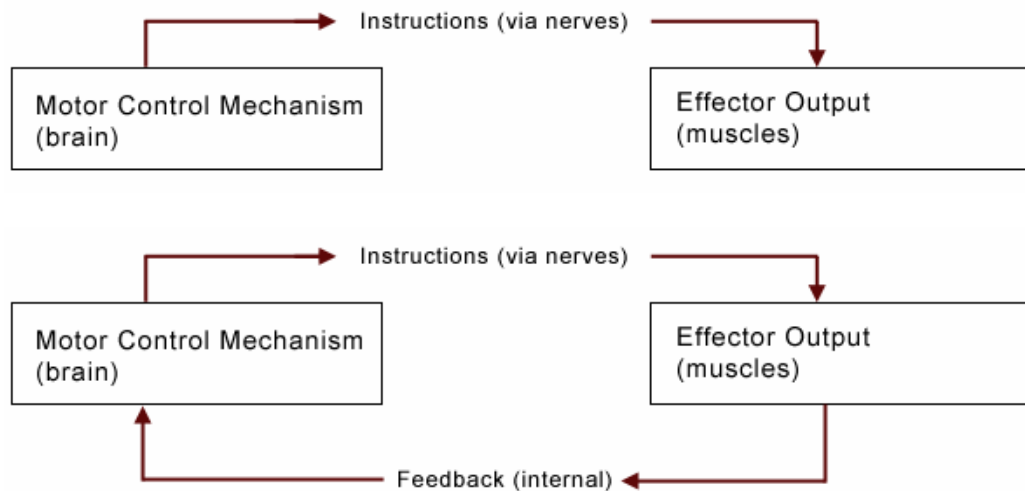 Instructions (via nerves)
Motor Control Mechanism
(brain)
Effector Output
(muscles)
Instructions (via nerves)
Motor Control Mechanism
(brain)
Effector Output
(muscles)
Feedback (internal)